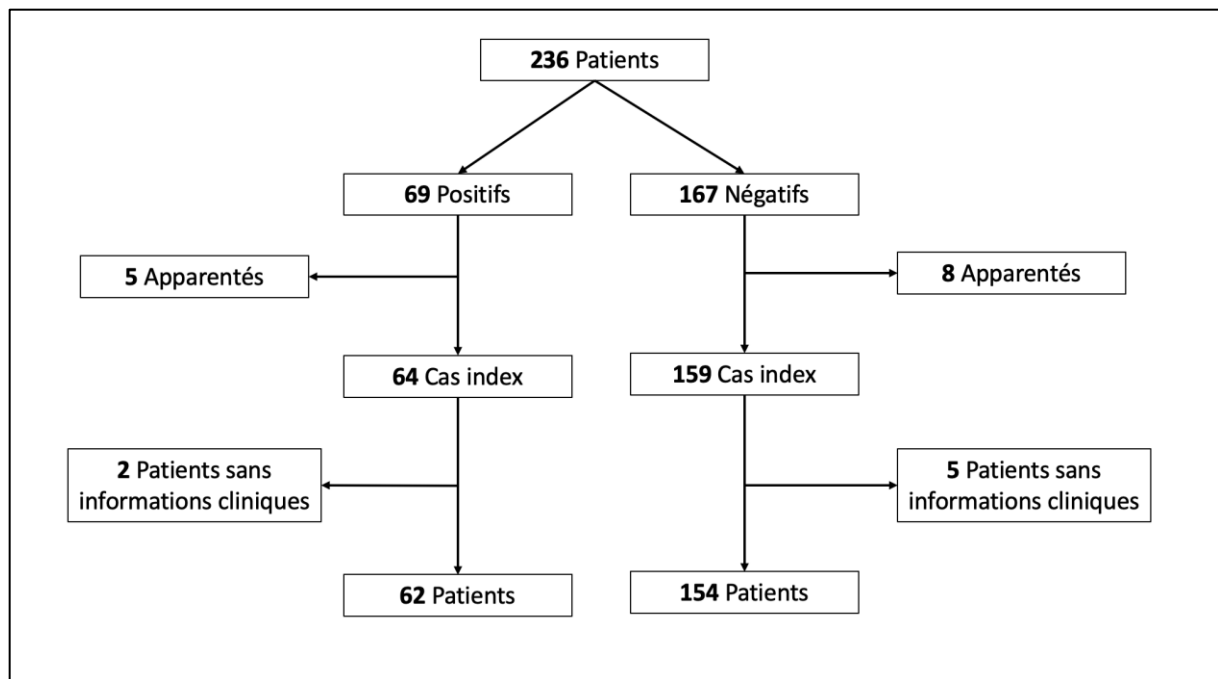 236 Patients
69 Positifs
167 Négatifs
5 Apparentés
8 Apparentés
64 Cas index
159 Cas index
2 Patients sans
informations cliniques
5 Patients sans
informations cliniques
62 Patients
154 Patients